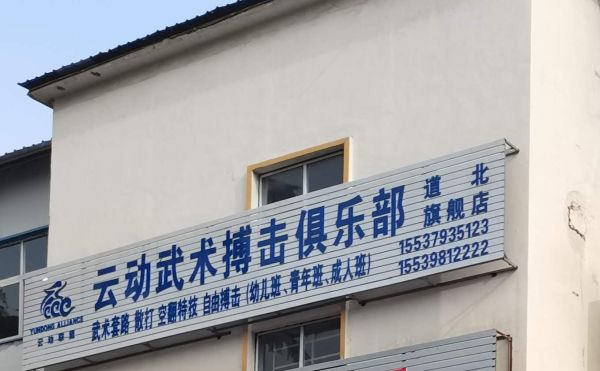 云动武术搏击俱乐部
道北
旗舰店
15537935123
15539812222
武术套路 散打 空翻特技 自由搏击 (幼儿班、青年班、成人班)
YUNDONG ALLIANCE
云动联盟